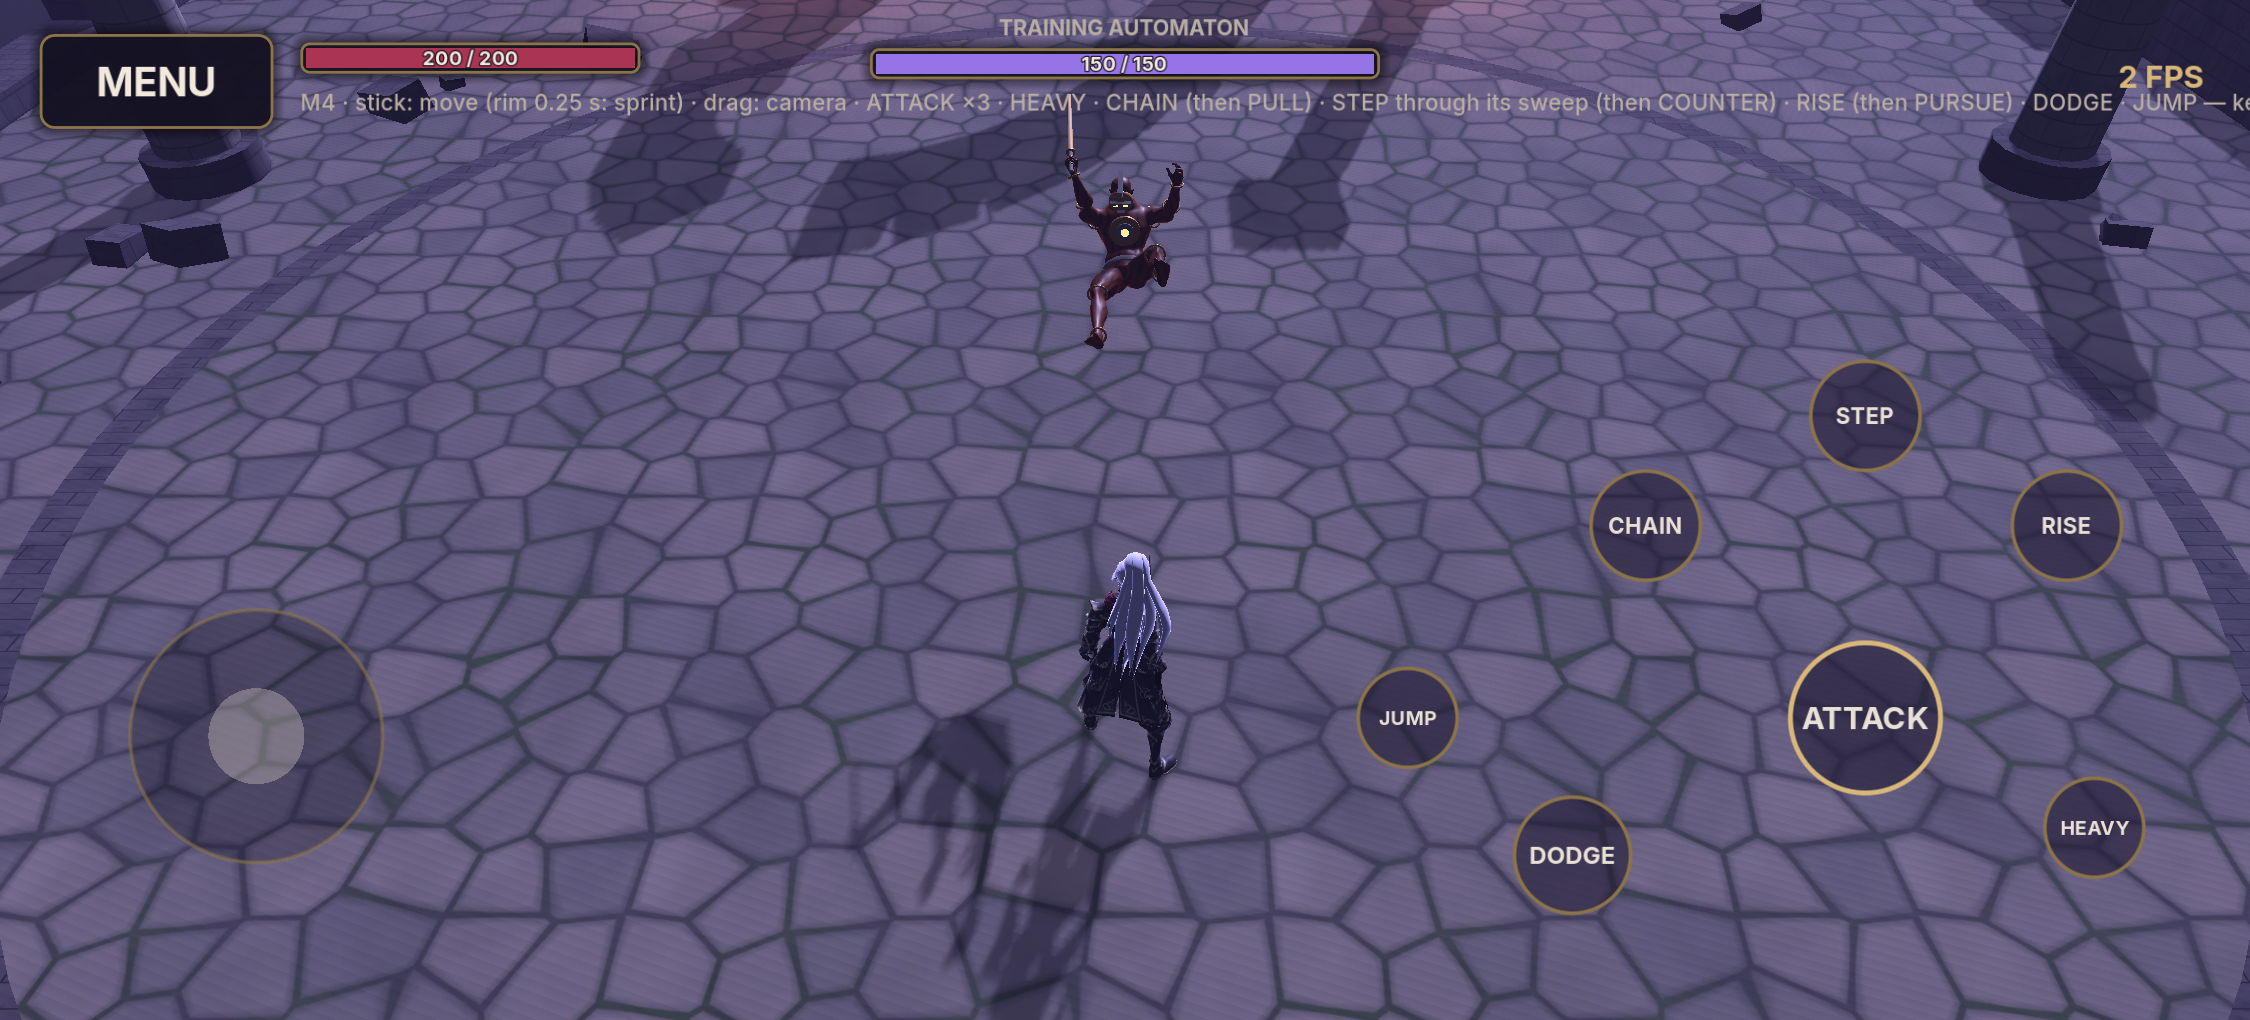 TRAINING AUTOMATON
MENU
200 / 200
150 / 150
2 FPS
M4 · stick: move (rim 0.25 s: sprint) · drag: camera · ATTACK ×3 · HEAVY · CHAIN (then PULL) · STEP through its sweep (then COUNTER) · RISE (then PURSUE) · DODGE · JUMP — ke
STEP
CHAIN
RISE
JUMP
ATTACK
HEAVY
DODGE